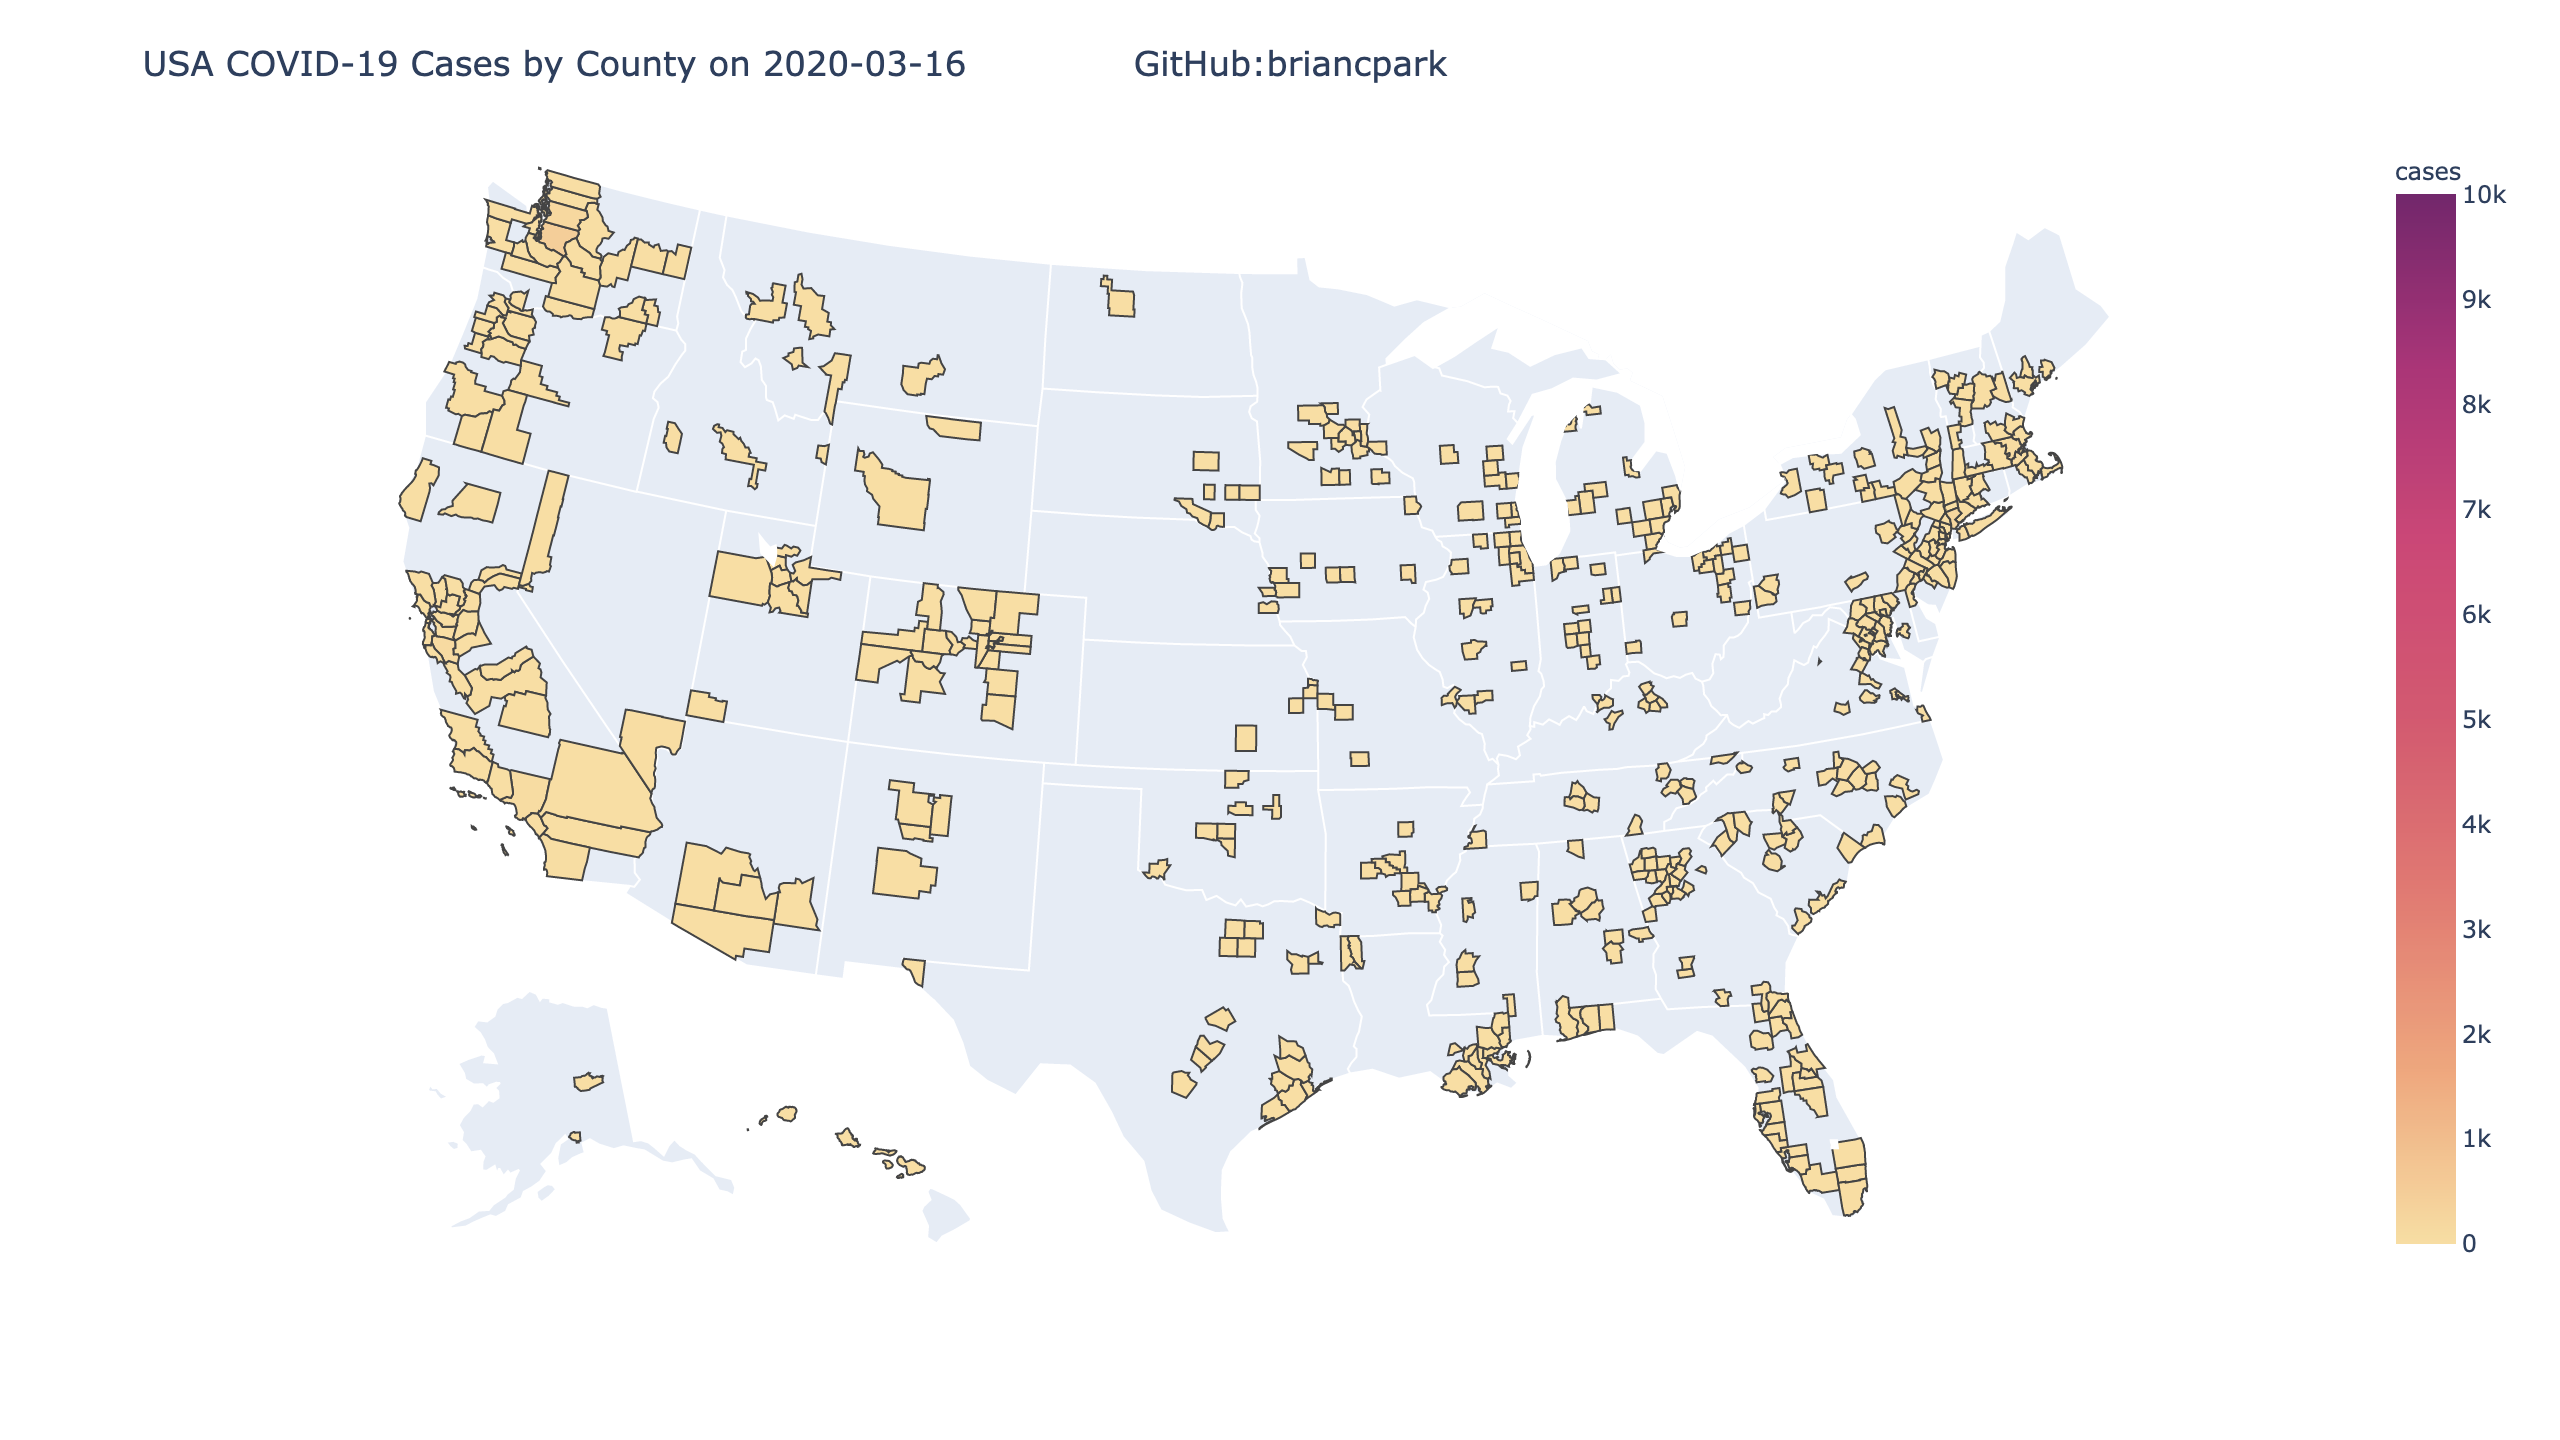 USA COVID-19 Cases by County on 2020-03-16 GitHub:briancpark
cases
10k
9k
8k
7k
6k
5k
4k
3k
2k
1k
0